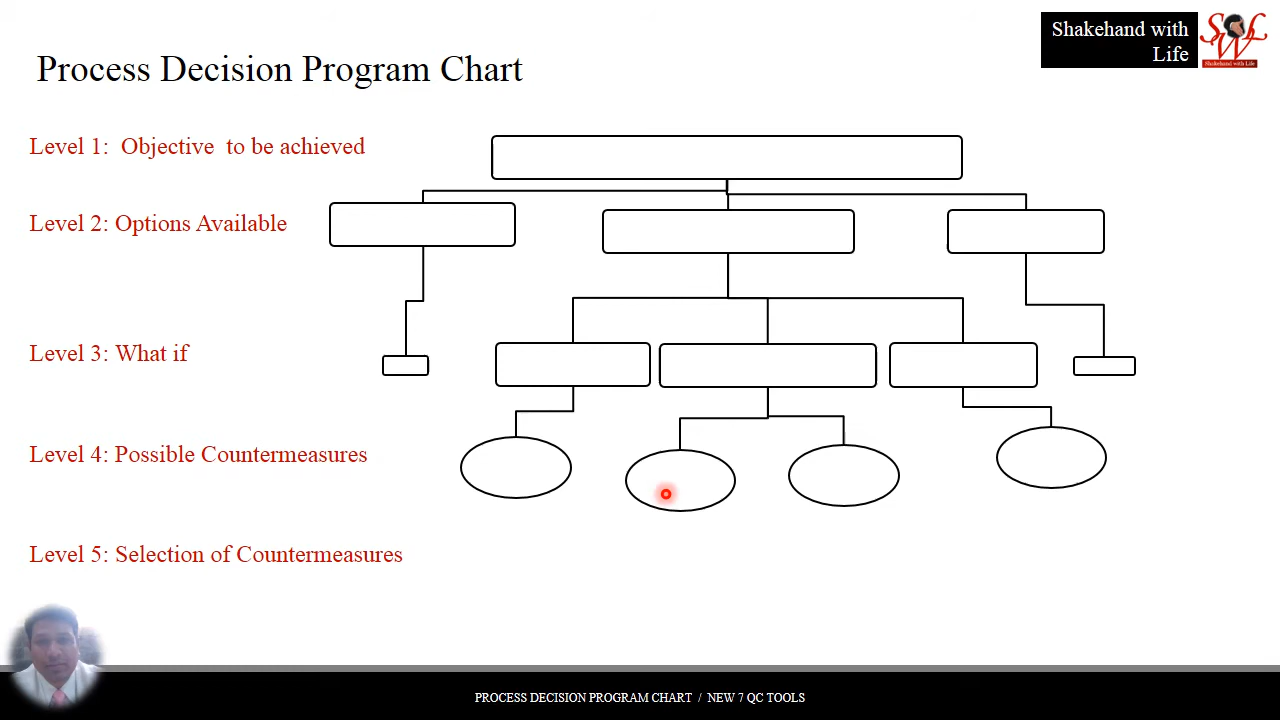 Shakehand with
Life
SWL
Shakehand with Life
Process Decision Program Chart
Level 1: Objective to be achieved
Level 2: Options Available
Level 3: What if
Level 4: Possible Countermeasures
Level 5: Selection of Countermeasures
PROCESS DECISION PROGRAM CHART / NEW 7 QC TOOLS